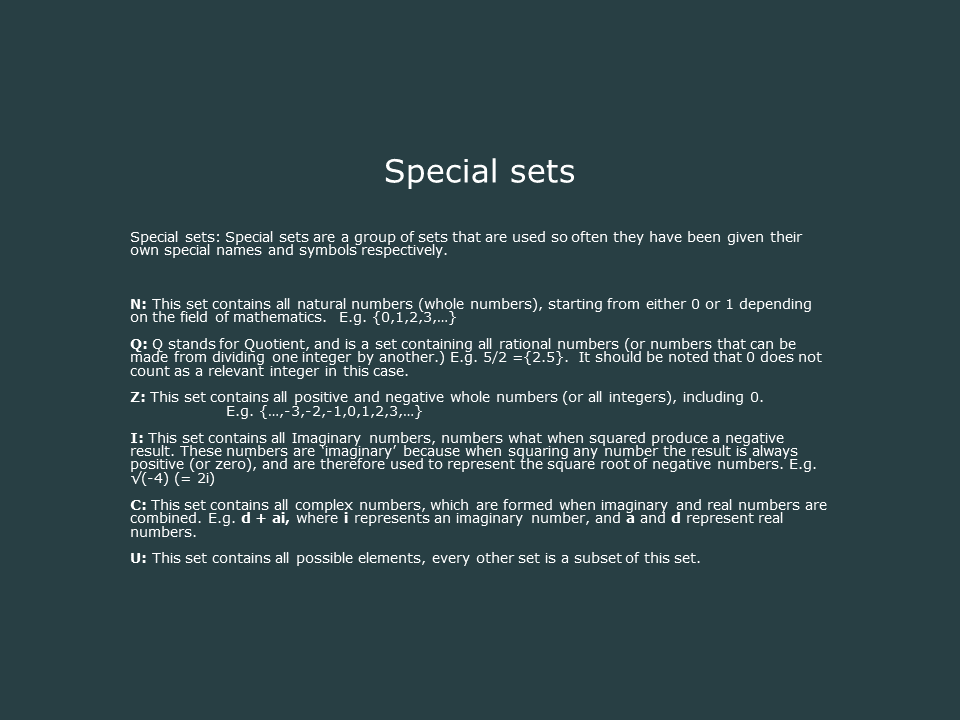 Special sets
Special sets: Special sets are a group of sets that are used so often they have been given their
own special names and symbols respectively.
N: This set contains all natural numbers (whole numbers), starting from either 0 or 1 depending
on the field of mathematics. E.g. {0,1,2,3,…}
Q: Q stands for Quotient, and is a set containing all rational numbers (or numbers that can be
made from dividing one integer by another.) E.g. 5/2 ={2.5}. It should be noted that 0 does not
count as a relevant integer in this case.
Z: This set contains all positive and negative whole numbers (or all integers), including 0.
E.g. {…,-3,-2,-1,0,1,2,3,…}
I: This set contains all Imaginary numbers, numbers what when squared produce a negative
result. These numbers are ‘imaginary’ because when squaring any number the result is always
positive (or zero), and are therefore used to represent the square root of negative numbers. E.g.
√(-4) (= 2i)
C: This set contains all complex numbers, which are formed when imaginary and real numbers are
combined. E.g. d + ai, where i represents an imaginary number, and a and d represent real
numbers.
U: This set contains all possible elements, every other set is a subset of this set.